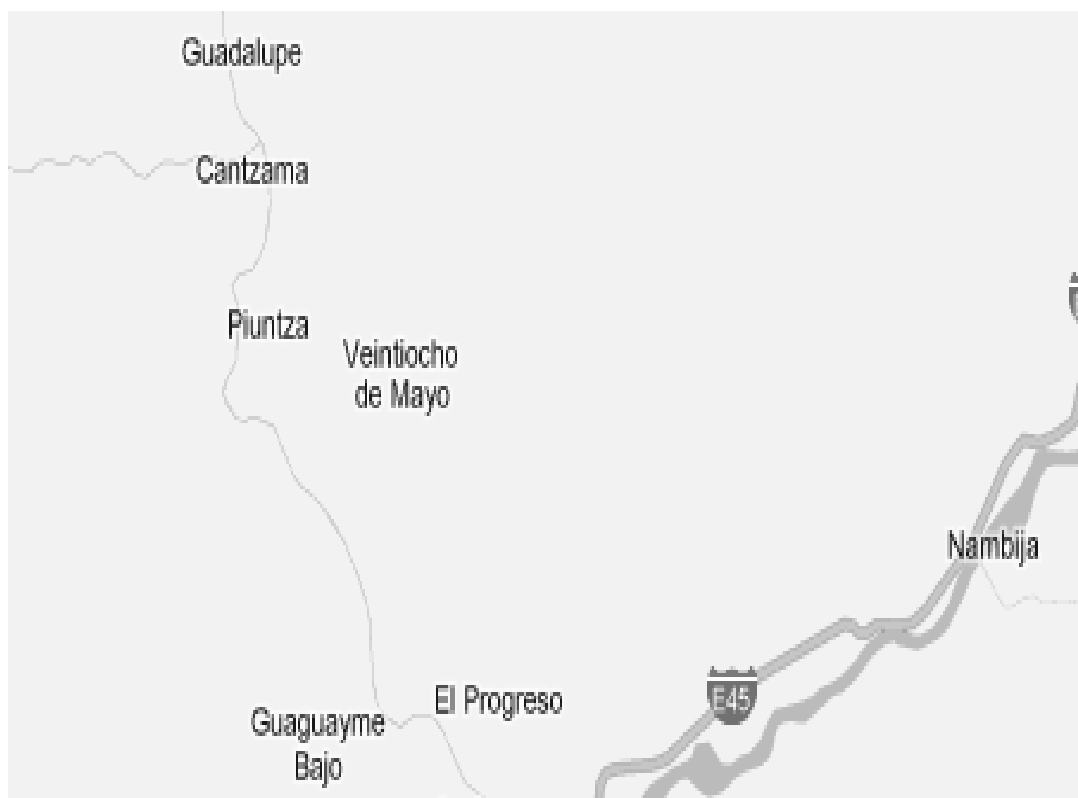 Guadalupe
Cantzama
Piuntza
Veintiocho
de Mayo
Nambija
El Progreso
E45
Guaguayme
Bajo